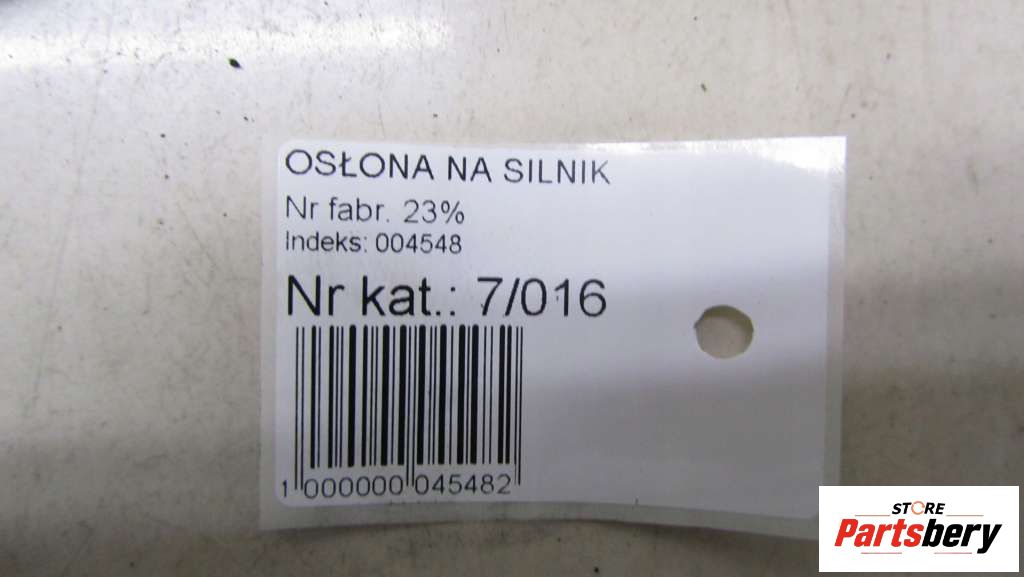 OSŁONA NA SILNIK
Nr fabr. 23%
Indeks: 004548
Nr kat.: 7/016
1 000000 045482
STORE
Partsbery